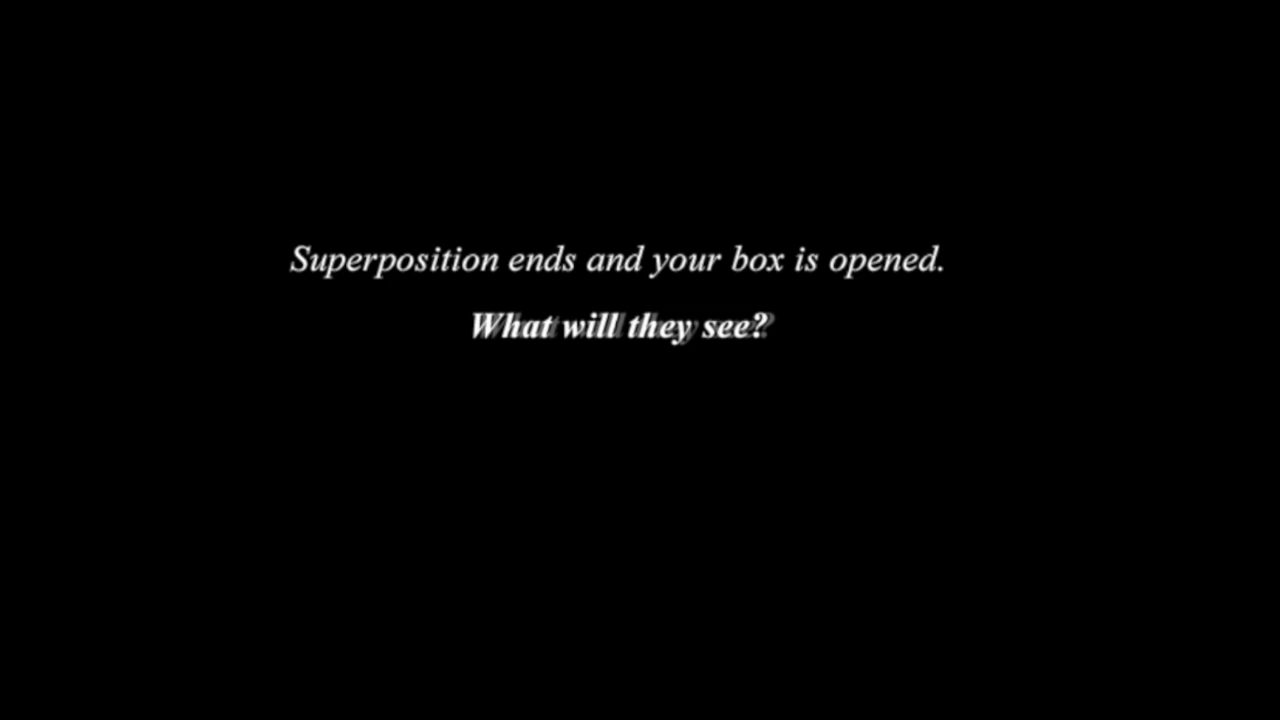 Superposition ends and your box is opened.
What will they see?